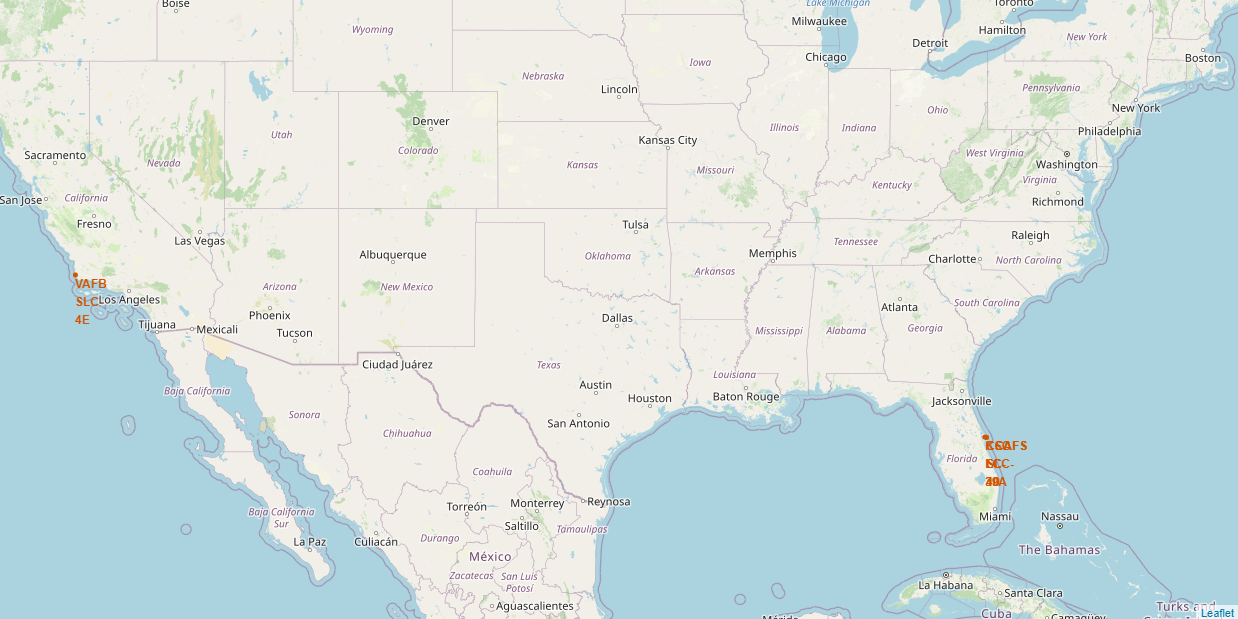 Boise
Lake Michigan
Toronto
Wyoming
Milwaukee
Hamilton
New York
Detroit
Chicago
Boston
Iowa
Nebraska
Lincoln
Pennsylvania
New York
Ohio
Denver
Utah
Illinois
Indiana
Philadelphia
Kansas City
Colorado
Sacramento
Nevada
Kansas
Missouri
West Virginia
Washington
Kentucky
Virginia
California
San Jose
Richmond
Fresno
Tulsa
Las Vegas
Raleigh
Tennessee
Albuquerque
Oklahoma
Memphis
Charlotte
North Carolina
Arkansas
VAFB
SLC-
4E
Los Angeles
Arizona
New Mexico
South Carolina
Atlanta
Phoenix
Dallas
Tijuana
Mexicali
Tucson
Mississippi
Alabama
Georgia
Ciudad Juárez
Texas
Louisiana
Austin
Baja California
Houston
Baton Rouge
Jacksonville
Sonora
San Antonio
Chihuahua
Florida
Coahuila
Torreón
Monterrey
Reynosa
Baja California
Sur
Saltillo
Tamaulipas
Miami
Nassau
Durango
La Paz
Culiacán
México
The Bahamas
Zacatecas
San Luis
Potosí
La Habana
Santa Clara
Aguascalientes
Cuba
Camagüey
Mérida
Turks and
Leaflet